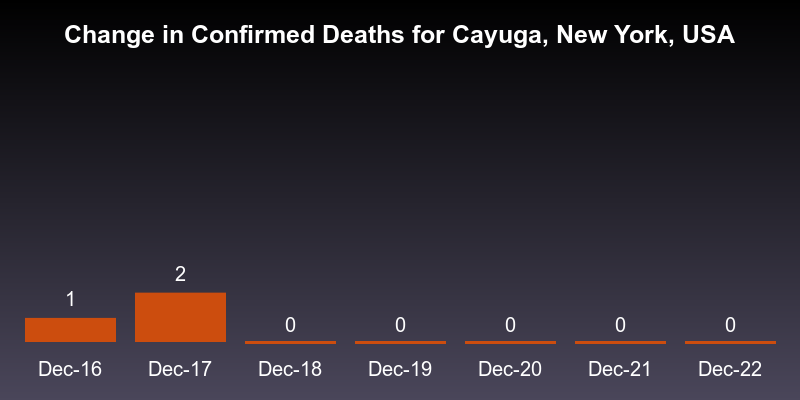 Change in Confirmed Deaths for Cayuga, New York, USA
1
2
0
0
0
0
0
Dec-16
Dec-17
Dec-18
Dec-19
Dec-20
Dec-21
Dec-22